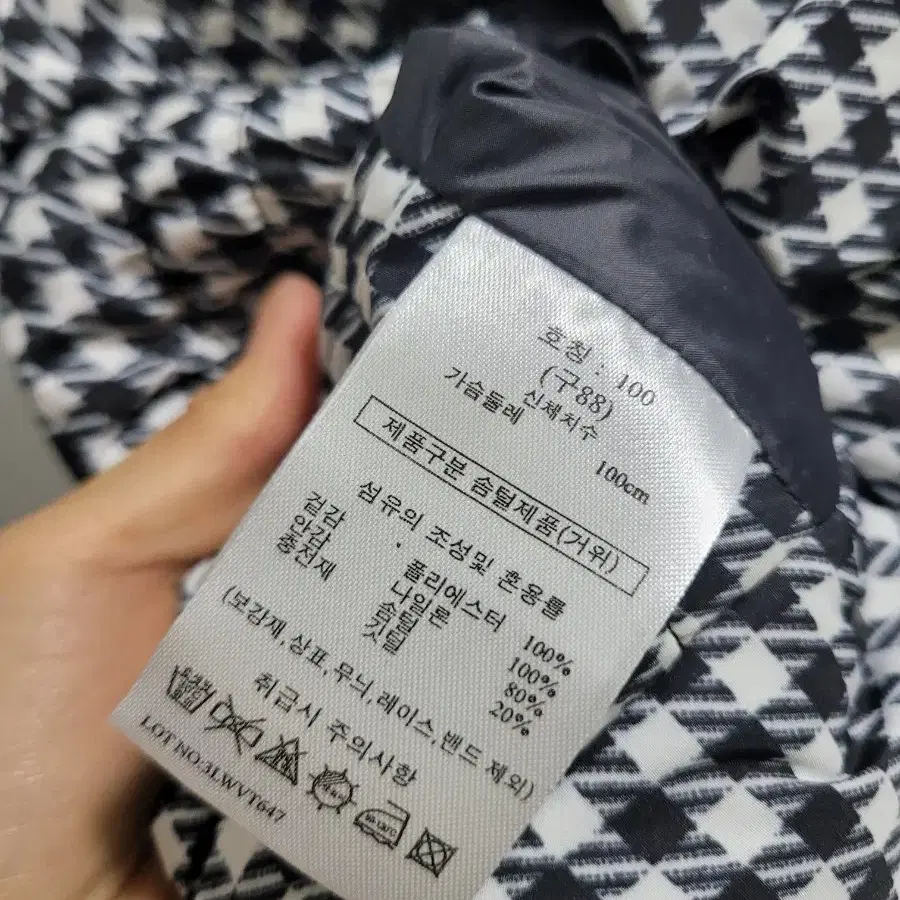 호칭 : 100
(구88)
신체치수
가슴둘레 100cm
제품구분 솜털제품(거위)
섬유의 조성및 혼용률
겉감 폴리에스터 100%
안감 나일론 100%
충전재 솜털 80%
깃털 20%
(보강재,상표,무늬,레이스,밴드 제외)
취급시 주의사항
LOT NO:3LWVT647